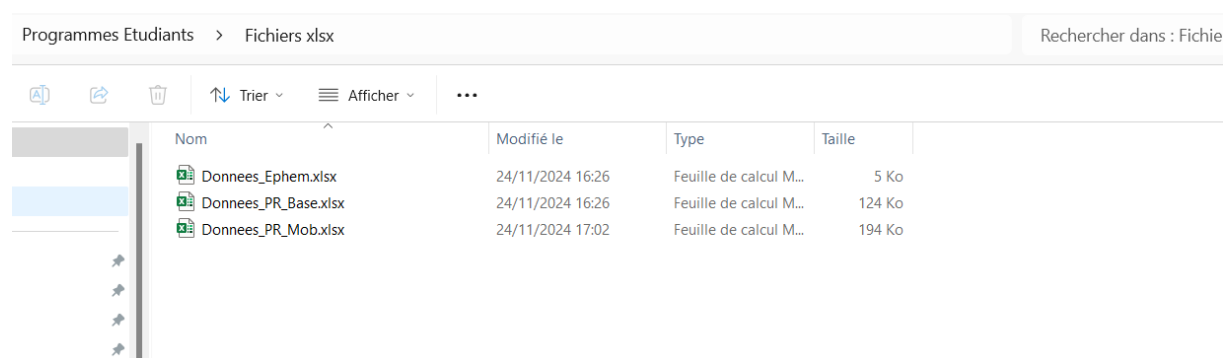 Programmes Etudiants > Fichiers xlsx Rechercher dans : Fichie
Trier Afficher ...
Nom Modifié le Type Taille
Donnees_Ephem.xlsx 24/11/2024 16:26 Feuille de calcul M... 5 Ko
Donnees_PR_Base.xlsx 24/11/2024 16:26 Feuille de calcul M... 124 Ko
Donnees_PR_Mob.xlsx 24/11/2024 17:02 Feuille de calcul M... 194 Ko